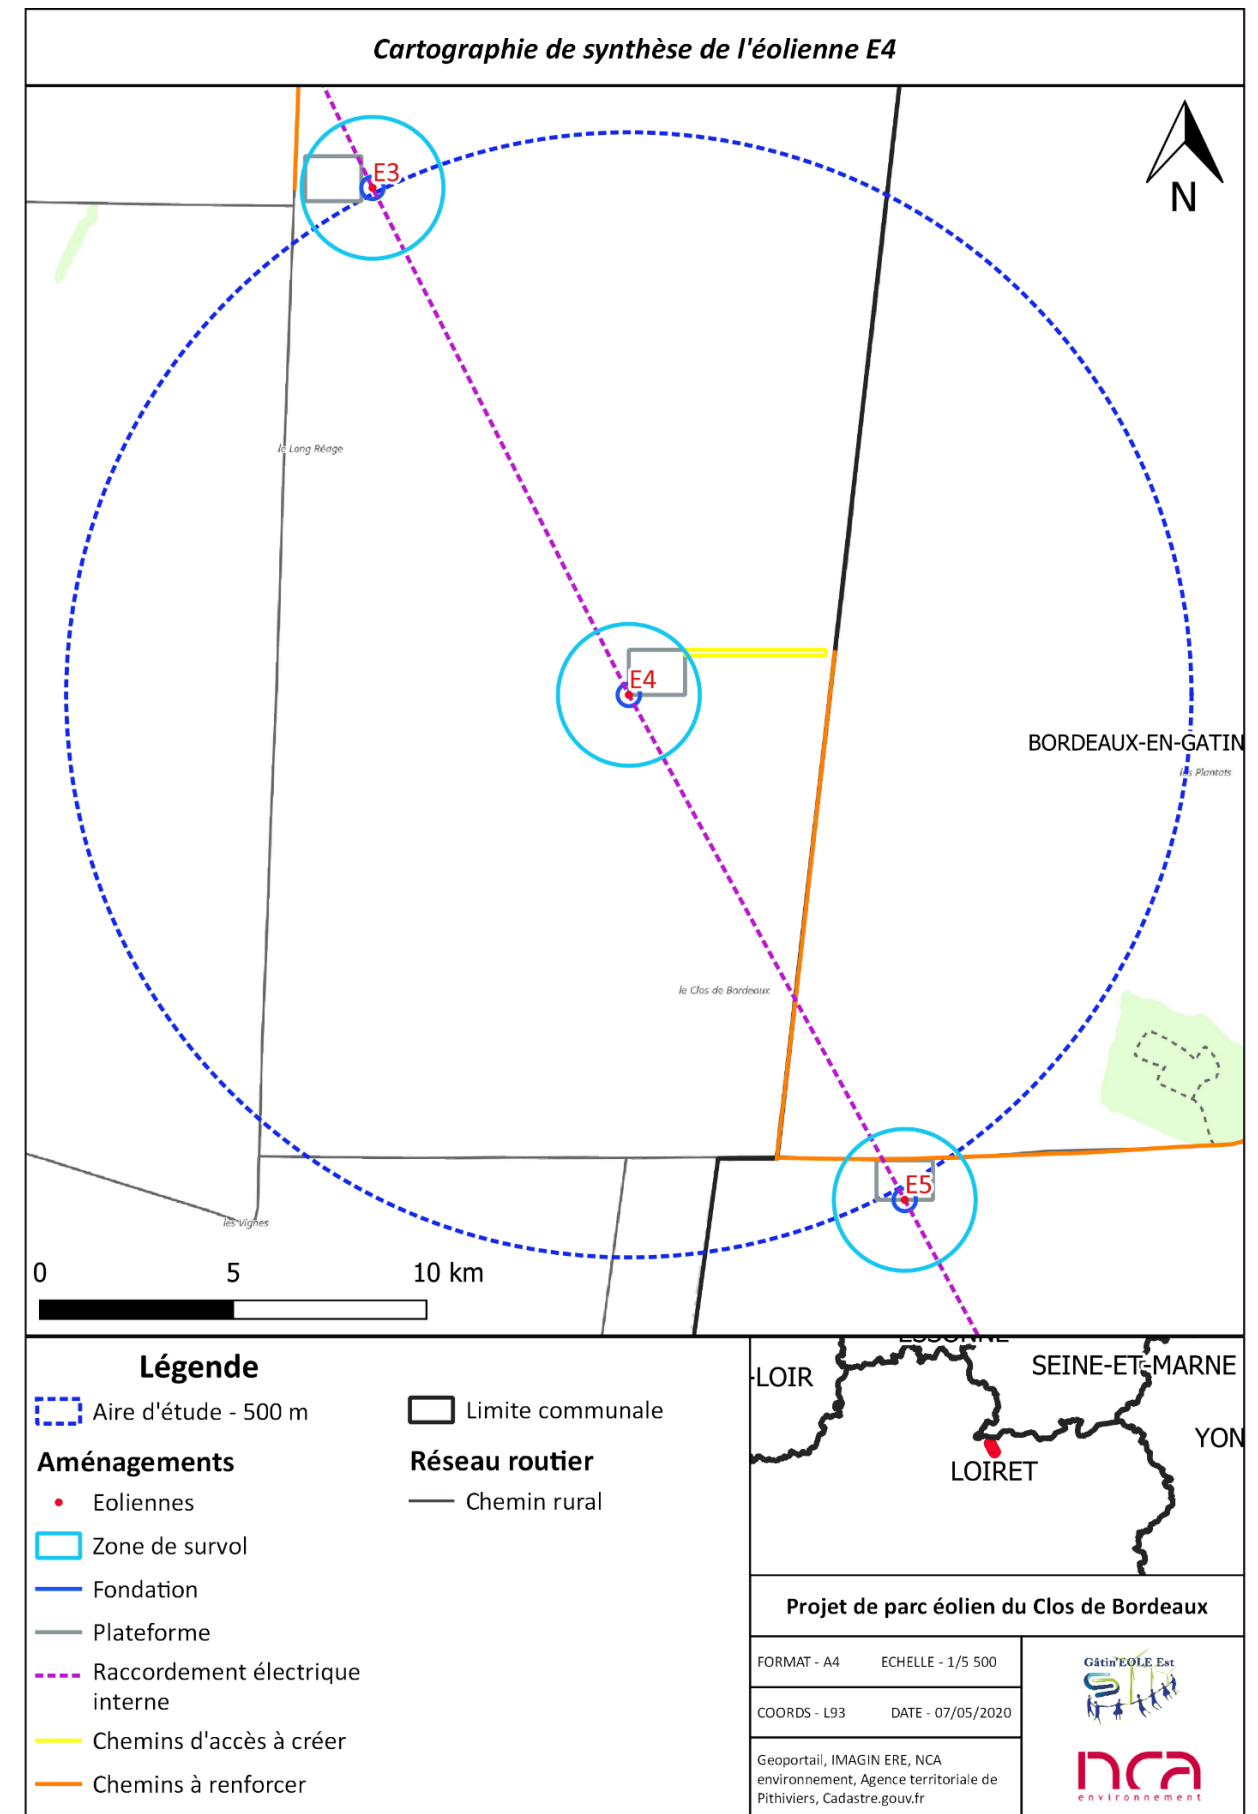 Cartographie de synthèse de l'éolienne E4
N
E3
le Long Réage
E4
BORDEAUX-EN-GATIN
les Plantats
le Clos de Bordeaux
E5
les Vignes
0 5 10 km
Légende
Aire d'étude - 500 m
Aménagements
Eoliennes
Zone de survol
Fondation
Plateforme
Raccordement électrique
interne
Chemins d'accès à créer
Chemins à renforcer
Limite communale
Réseau routier
Chemin rural
ESSONNE
-LOIR
SEINE-ET-MARNE
YON
LOIRET
Projet de parc éolien du Clos de Bordeaux
FORMAT - A4 ECHELLE - 1/5 500
COORDS - L93 DATE - 07/05/2020
Geoportail, IMAGIN ERE, NCA
environnement, Agence territoriale de
Pithiviers, Cadastre.gouv.fr
Gâtin'EOLE Est
nca
environnement